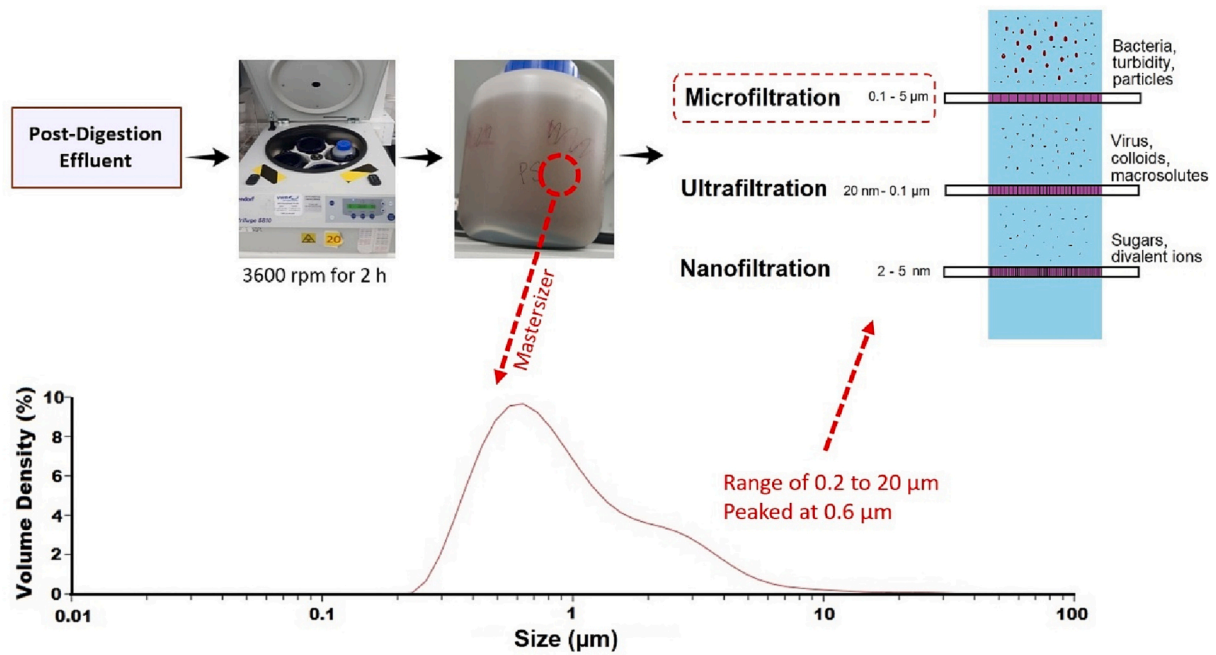 Post-Digestion
Effluent
3600 rpm for 2 h
20
PS
Mastersizer
Microfiltration 0.1 - 5 µm
Ultrafiltration 20 nm - 0.1 µm
Nanofiltration 2 - 5 nm
Bacteria,
turbidity,
particles
Virus,
colloids,
macrosolutes
Sugars,
divalent ions
Range of 0.2 to 20 µm
Peaked at 0.6 µm
Volume Density (%)
10
8
6
4
2
0
0.01 0.1 1 10 100
Size (µm)